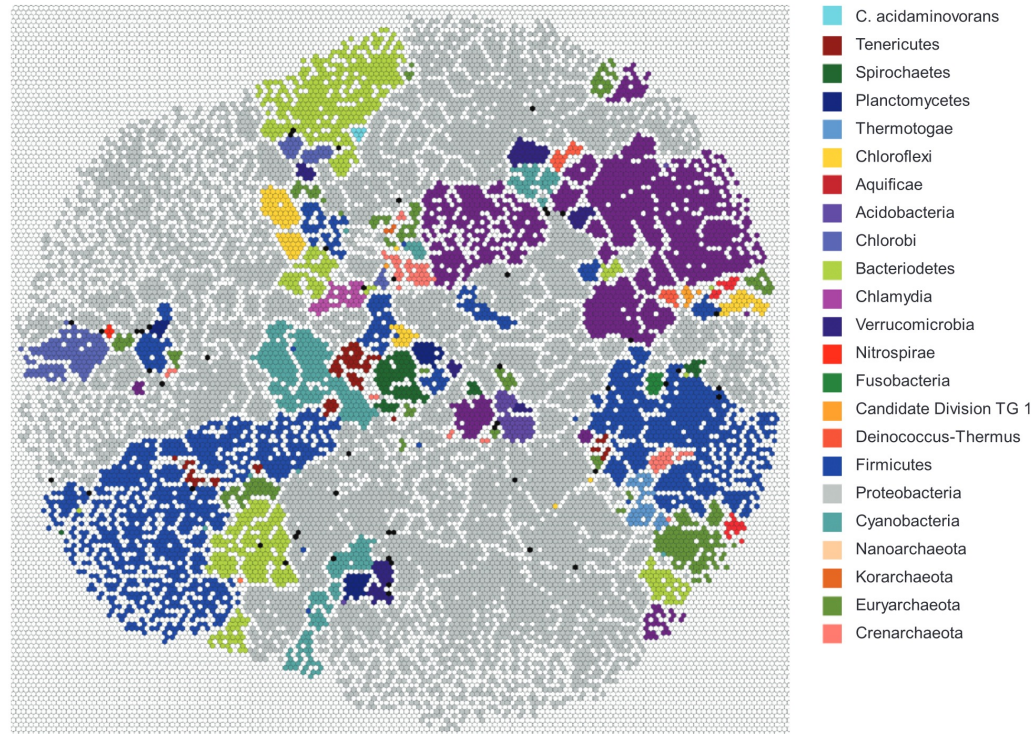 C. acidaminovorans
Tenericutes
Spirochaetes
Planctomycetes
Thermotogae
Chloroflexi
Aquificae
Acidobacteria
Chlorobi
Bacteriodetes
Chlamydia
Verrucomicrobia
Nitrospirae
Fusobacteria
Candidate Division TG 1
Deinococcus-Thermus
Firmicutes
Proteobacteria
Cyanobacteria
Nanoarchaeota
Korarchaeota
Euryarchaeota
Crenarchaeota